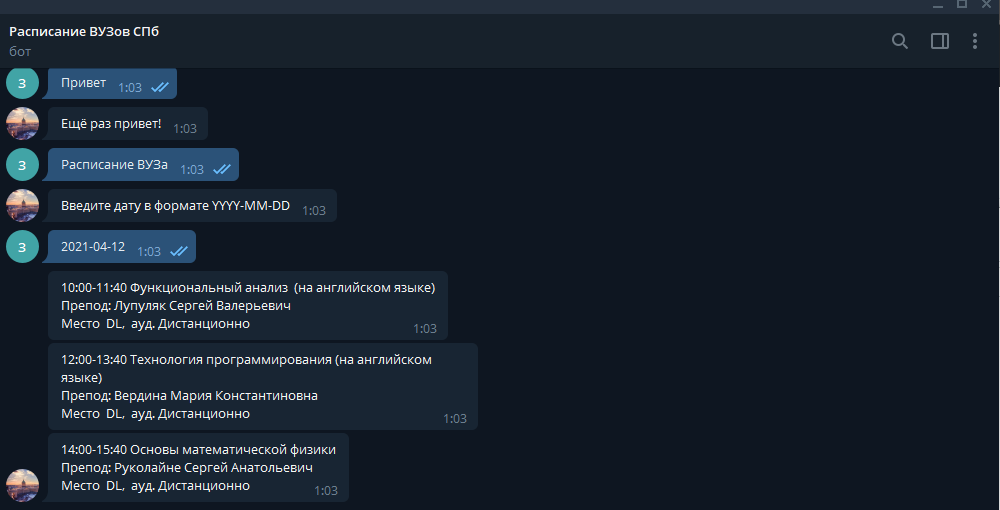 Расписание ВУЗов СПб
бот
З
Привет 1:03
Ещё раз привет! 1:03
З
Расписание ВУЗа 1:03
Введите дату в формате YYYY-MM-DD 1:03
З
2021-04-12 1:03
10:00-11:40 Функциональный анализ (на английском языке)
Препод: Лупуляк Сергей Валерьевич
Место DL, ауд. Дистанционно 1:03
12:00-13:40 Технология программирования (на английском
языке)
Препод: Вердина Мария Константиновна
Место DL, ауд. Дистанционно 1:03
14:00-15:40 Основы математической физики
Препод: Руколайне Сергей Анатольевич
Место DL, ауд. Дистанционно 1:03